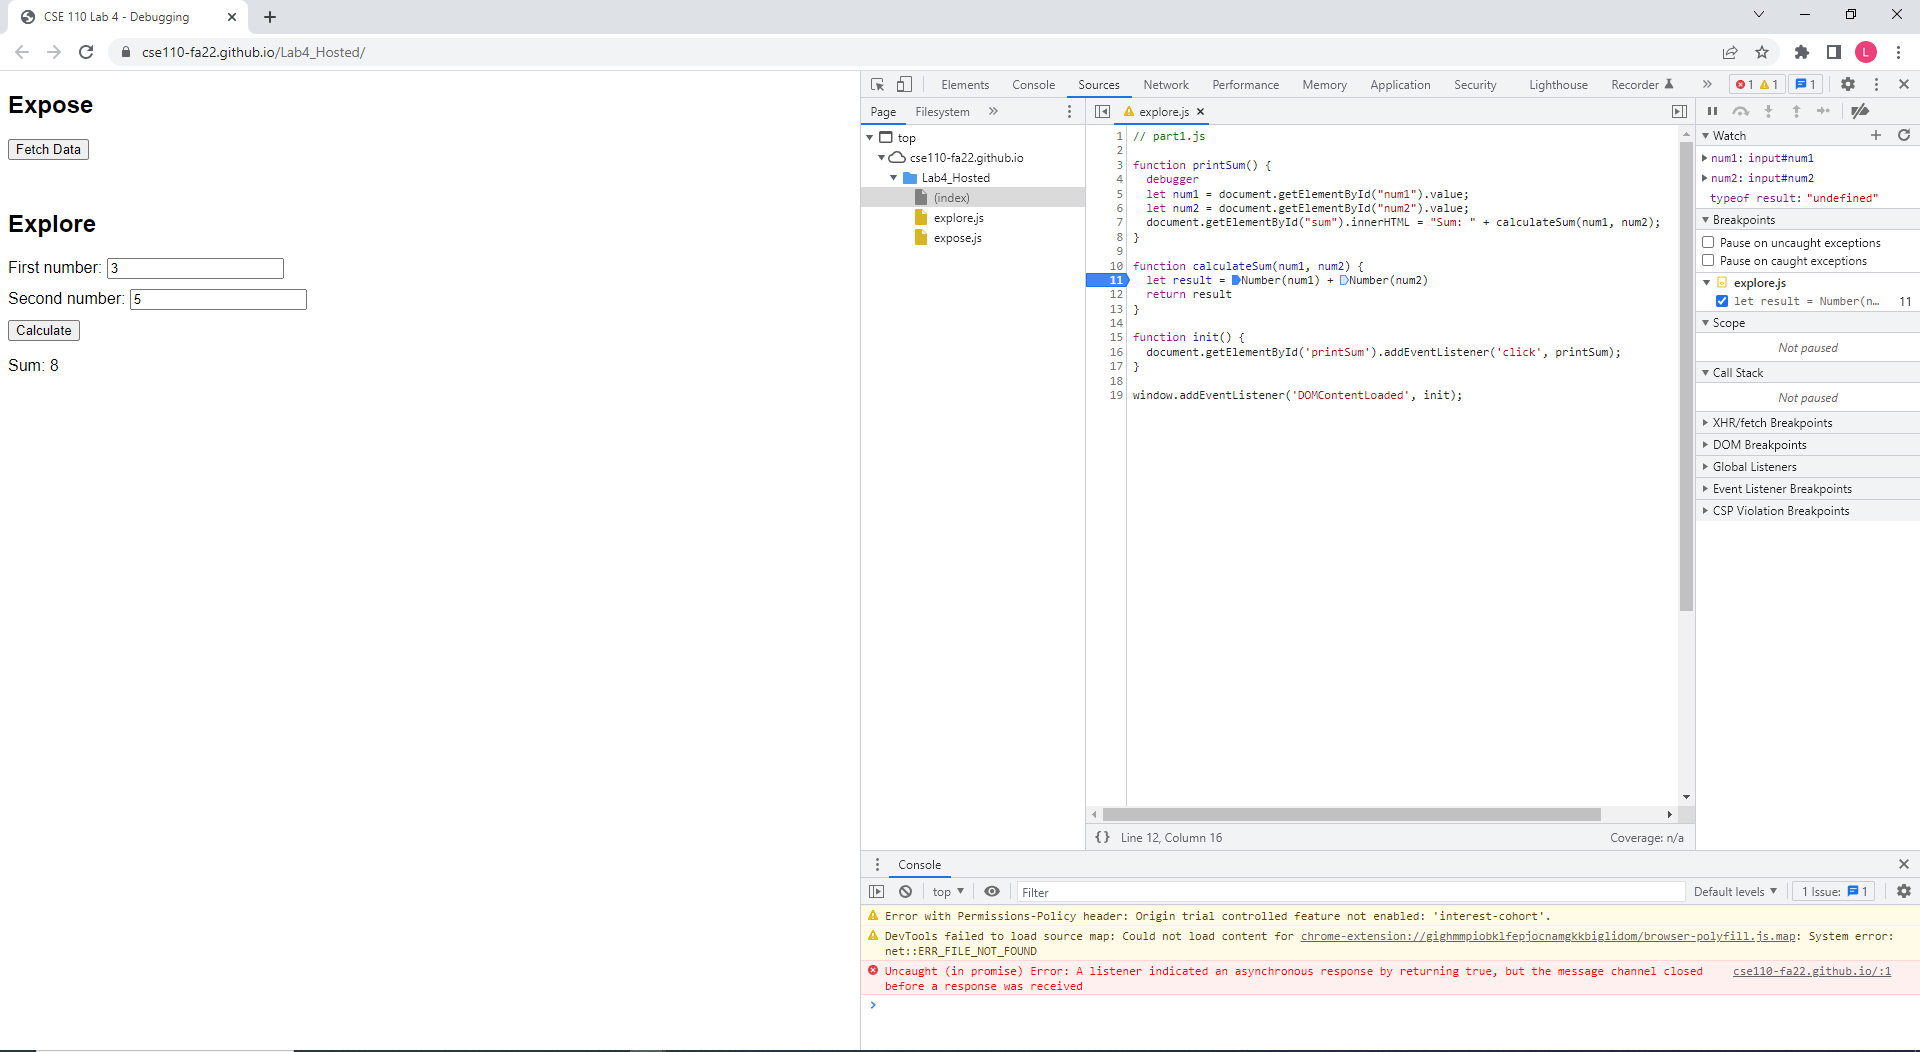 CSE 110 Lab 4 - Debugging
cse110-fa22.github.io/Lab4_Hosted/
L
Expose
Fetch Data
Explore
First number: 3
Second number: 5
Calculate
Sum: 8
Elements Console Sources Network Performance Memory Application Security Lighthouse Recorder 1 1 1
Page Filesystem
top
cse110-fa22.github.io
Lab4_Hosted
(index)
explore.js
expose.js
explore.js
1 // part1.js
2
3 function printSum() {
4 debugger
5 let num1 = document.getElementById("num1").value;
6 let num2 = document.getElementById("num2").value;
7 document.getElementById("sum").innerHTML = "Sum: " + calculateSum(num1, num2);
8 }
9
10 function calculateSum(num1, num2) {
11 let result = Number(num1) + Number(num2)
12 return result
13 }
14
15 function init() {
16 document.getElementById('printSum').addEventListener('click', printSum);
17 }
18
19 window.addEventListener('DOMContentLoaded', init);
{} Line 12, Column 16 Coverage: n/a
Watch
num1: input#num1
num2: input#num2
typeof result: "undefined"
Breakpoints
Pause on uncaught exceptions
Pause on caught exceptions
explore.js
let result = Number(n… 11
Scope
Not paused
Call Stack
Not paused
XHR/fetch Breakpoints
DOM Breakpoints
Global Listeners
Event Listener Breakpoints
CSP Violation Breakpoints
Console
top Filter Default levels 1 Issue: 1
Error with Permissions-Policy header: Origin trial controlled feature not enabled: 'interest-cohort'.
DevTools failed to load source map: Could not load content for chrome-extension://gighmmpiobklfepjocnamgkkbiglidom/browser-polyfill.js.map: System error:
net::ERR_FILE_NOT_FOUND
Uncaught (in promise) Error: A listener indicated an asynchronous response by returning true, but the message channel closed cse110-fa22.github.io/:1
before a response was received